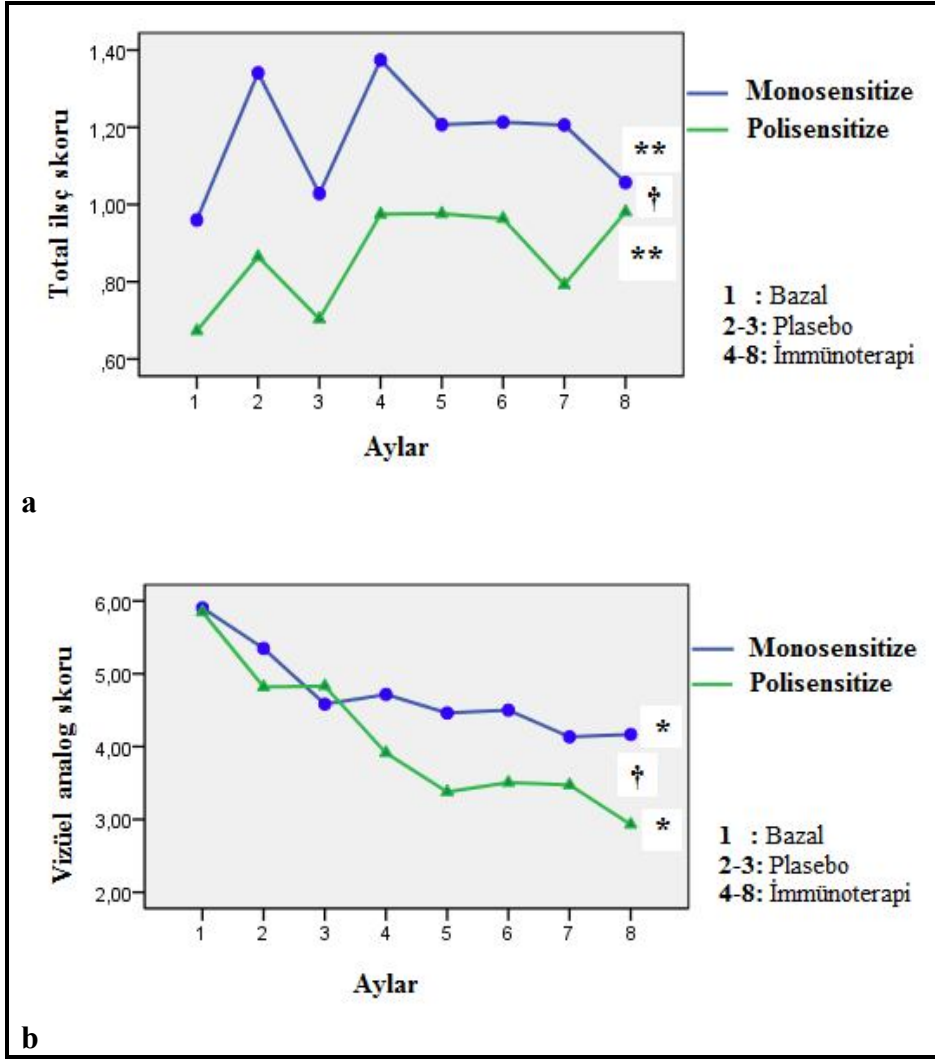 1,40
1,20
1,00
,80
,60
Total ilsç skoru
1 2 3 4 5 6 7 8
Aylar
Monosensitize
Polisensitize
**
†
**
1 : Bazal
2-3: Plasebo
4-8: İmmünoterapi
a
6,00
5,00
4,00
3,00
2,00
Vizüel analog skoru
1 2 3 4 5 6 7 8
Aylar
Monosensitize
Polisensitize
*
†
*
1 : Bazal
2-3: Plasebo
4-8: İmmünoterapi
b